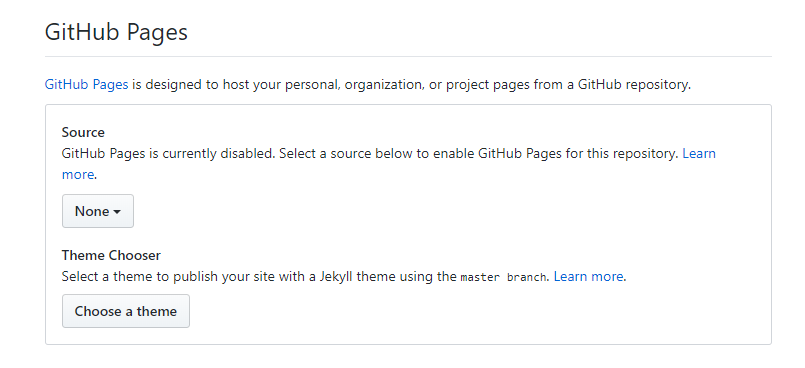 GitHub Pages
GitHub Pages is designed to host your personal, organization, or project pages from a GitHub repository.
Source
GitHub Pages is currently disabled. Select a source below to enable GitHub Pages for this repository. Learn
more.
None
Theme Chooser
Select a theme to publish your site with a Jekyll theme using the master branch. Learn more.
Choose a theme